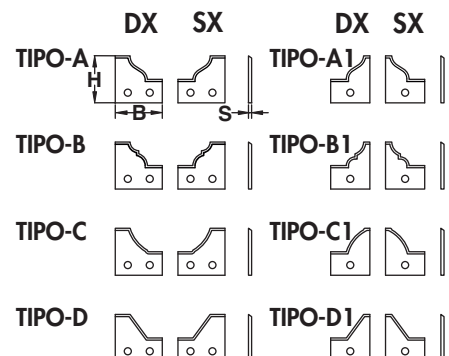 DX SX DX SX
TIPO-A H B S TIPO-A1
TIPO-B TIPO-B1
TIPO-C TIPO-C1
TIPO-D TIPO-D1